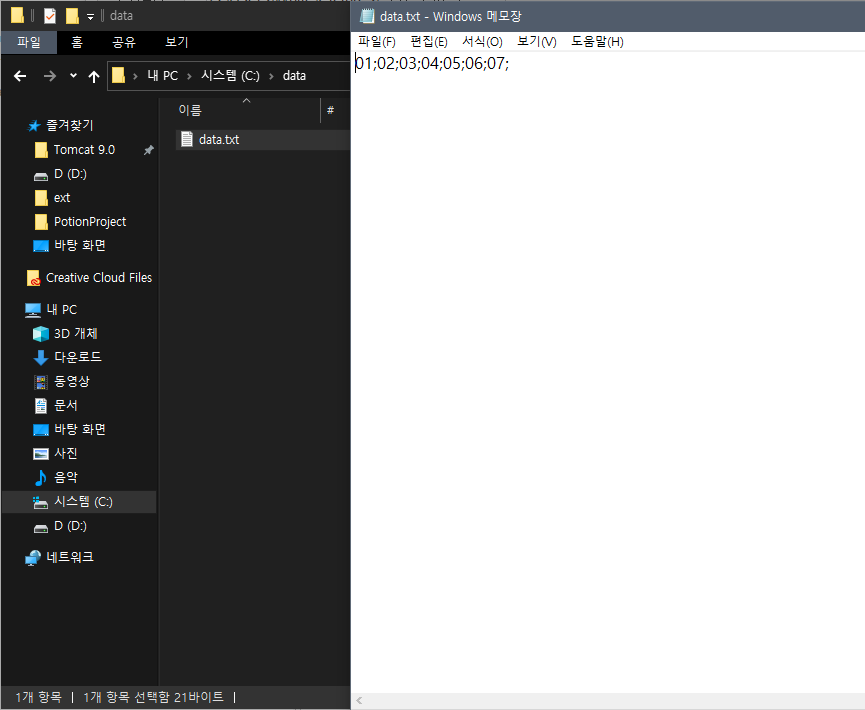 data
파일 홈 공유 보기
내 PC 시스템 (C:) data
이름 #
data.txt
즐겨찾기
Tomcat 9.0
D (D:)
ext
PotionProject
바탕 화면
Creative Cloud Files
내 PC
3D 개체
다운로드
동영상
문서
바탕 화면
사진
음악
시스템 (C:)
D (D:)
네트워크
1개 항목 1개 항목 선택함 21바이트
data.txt - Windows 메모장
파일(F) 편집(E) 서식(O) 보기(V) 도움말(H)
01;02;03;04;05;06;07;